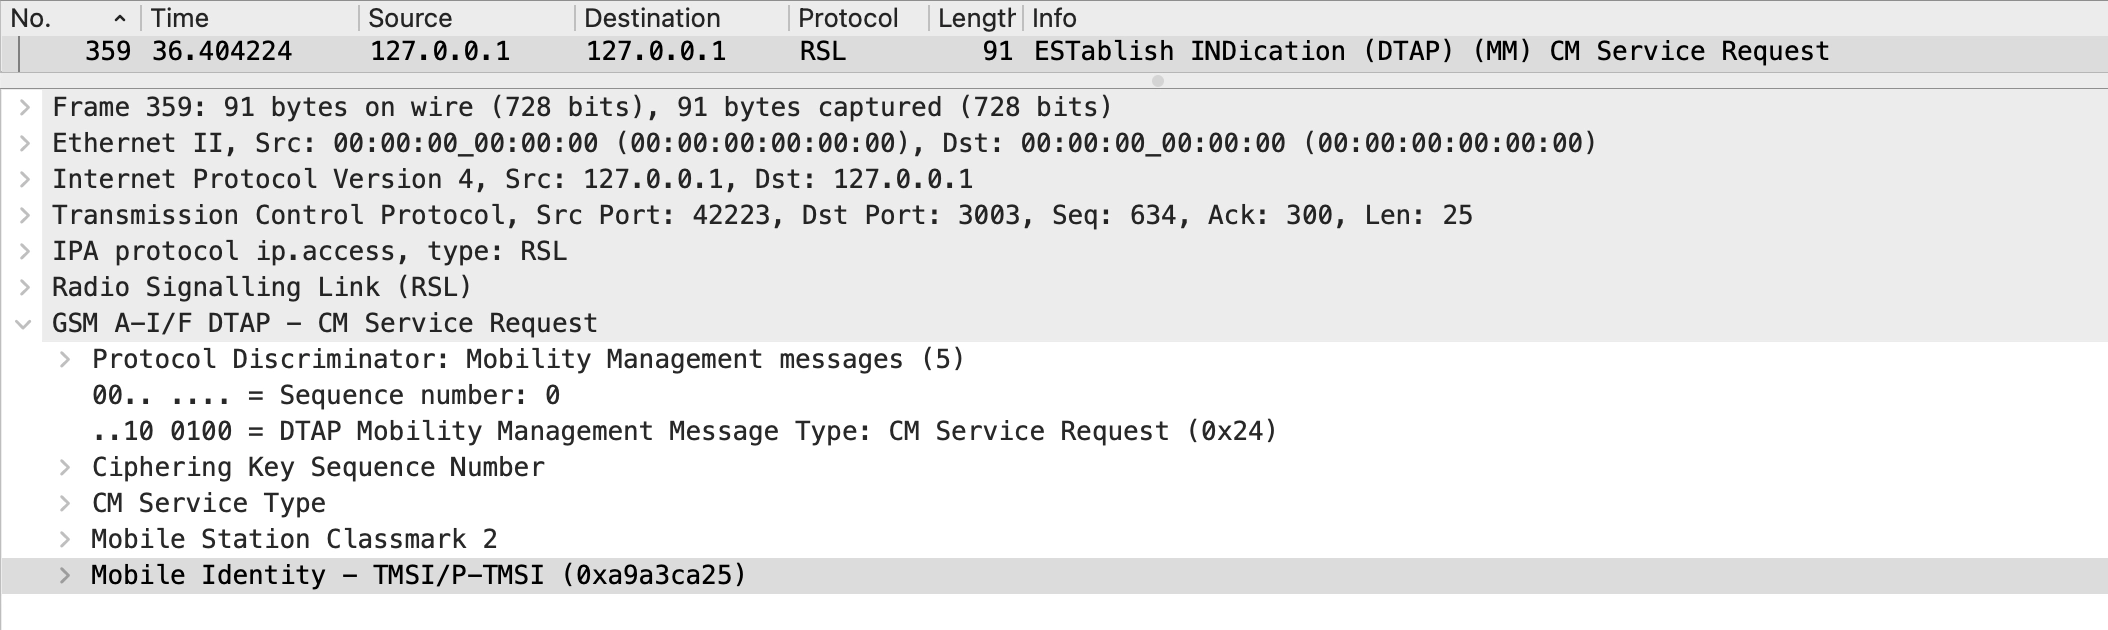 No. Time Source Destination Protocol Length Info
359 36.404224 127.0.0.1 127.0.0.1 RSL 91 ESTablish INDication (DTAP) (MM) CM Service Request
Frame 359: 91 bytes on wire (728 bits), 91 bytes captured (728 bits)
Ethernet II, Src: 00:00:00_00:00:00 (00:00:00:00:00:00), Dst: 00:00:00_00:00:00 (00:00:00:00:00:00)
Internet Protocol Version 4, Src: 127.0.0.1, Dst: 127.0.0.1
Transmission Control Protocol, Src Port: 42223, Dst Port: 3003, Seq: 634, Ack: 300, Len: 25
IPA protocol ip.access, type: RSL
Radio Signalling Link (RSL)
GSM A-I/F DTAP - CM Service Request
Protocol Discriminator: Mobility Management messages (5)
00.. .... = Sequence number: 0
..10 0100 = DTAP Mobility Management Message Type: CM Service Request (0x24)
Ciphering Key Sequence Number
CM Service Type
Mobile Station Classmark 2
Mobile Identity - TMSI/P-TMSI (0xa9a3ca25)